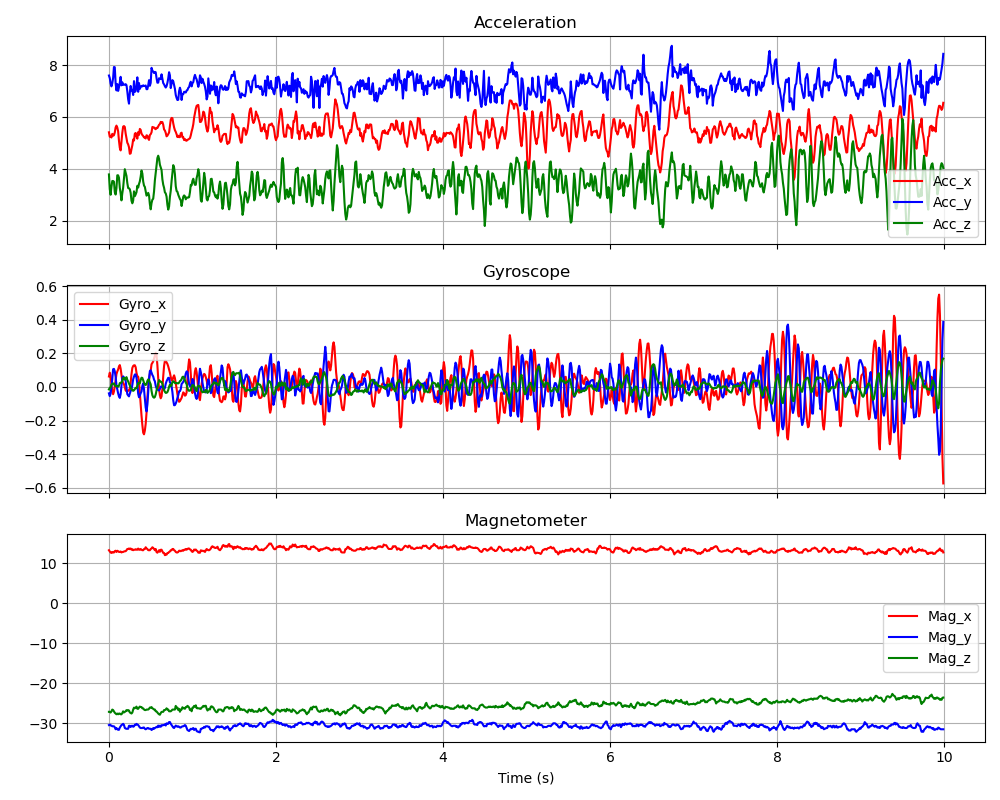 Acceleration
8
6
4
2
Acc_x
Acc_y
Acc_z
Gyroscope
0.6
0.4
0.2
0.0
−0.2
−0.4
−0.6
Gyro_x
Gyro_y
Gyro_z
Magnetometer
10
0
−10
−20
−30
Mag_x
Mag_y
Mag_z
0 2 4 6 8 10
Time (s)